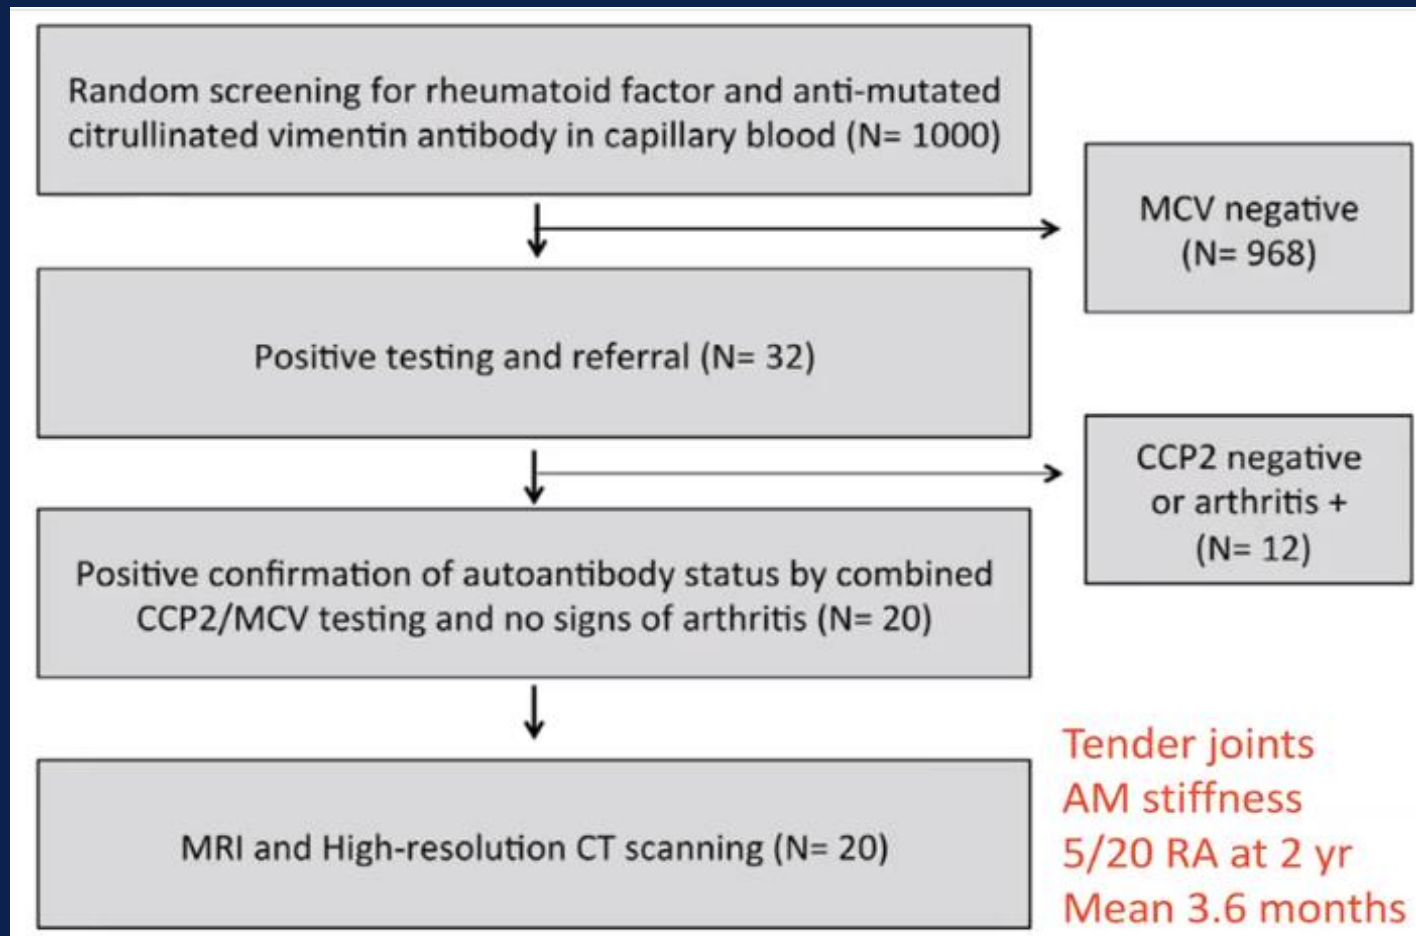 Random screening for rheumatoid factor and anti-mutated
citrullinated vimentin antibody in capillary blood (N= 1000)
MCV negative
(N= 968)
Positive testing and referral (N= 32)
CCP2 negative
or arthritis +
(N= 12)
Positive confirmation of autoantibody status by combined
CCP2/MCV testing and no signs of arthritis (N= 20)
MRI and High-resolution CT scanning (N= 20)
Tender joints
AM stiffness
5/20 RA at 2 yr
Mean 3.6 months